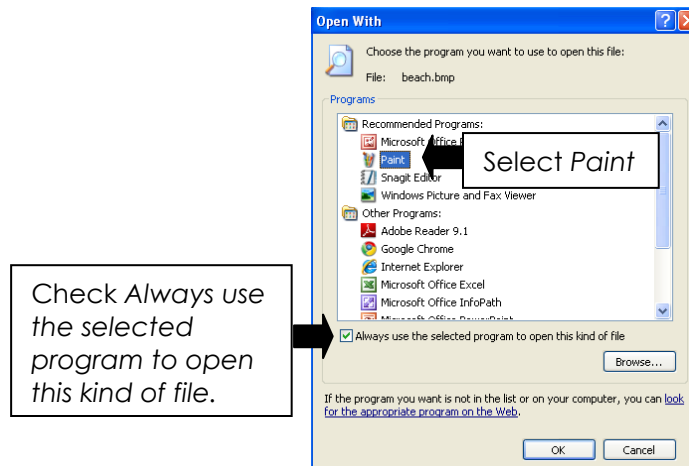 Open With
Choose the program you want to use to open this file:
File: beach.bmp
Programs
Recommended Programs:
Microsoft Office
Paint
Select Paint
Snagit Editor
Windows Picture and Fax Viewer
Other Programs:
Adobe Reader 9.1
Google Chrome
Internet Explorer
Microsoft Office Excel
Microsoft Office InfoPath
Microsoft Office PowerPoint
Check Always use
the selected
program to open
this kind of file.
Always use the selected program to open this kind of file
Browse...
If the program you want is not in the list or on your computer, you can look
for the appropriate program on the Web.
OK Cancel